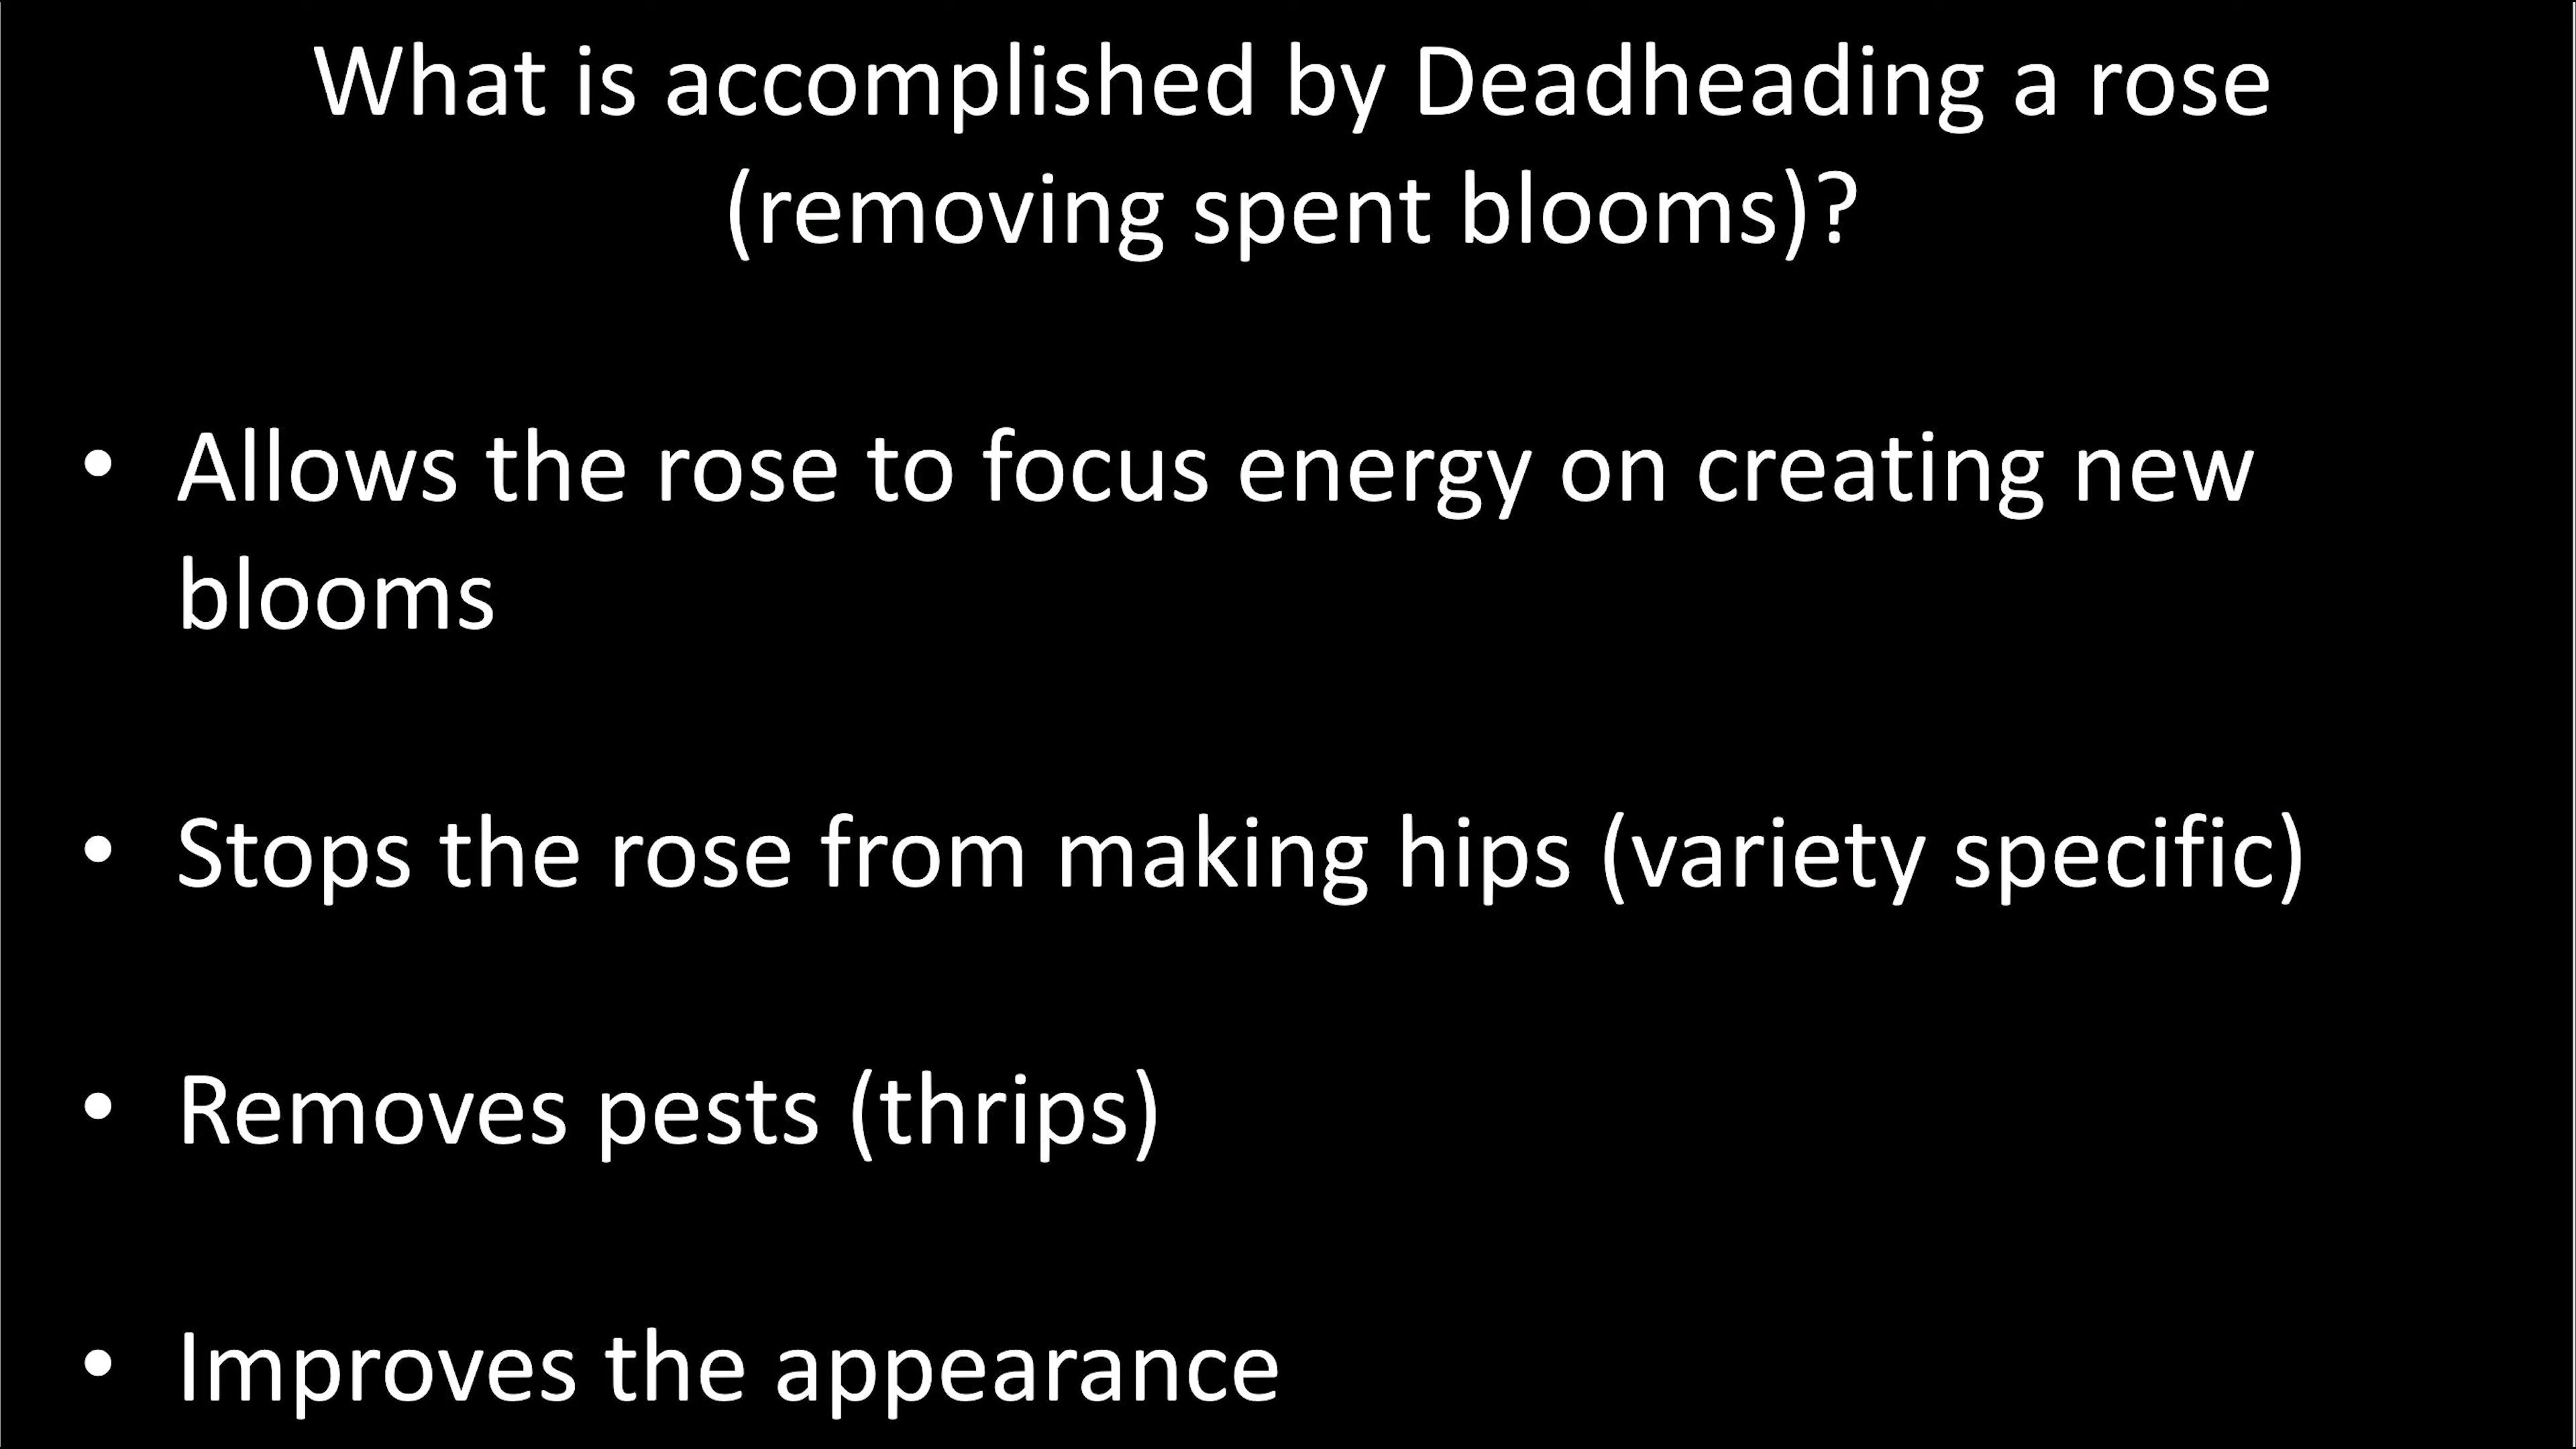 What is accomplished by Deadheading a rose
(removing spent blooms)?
• Allows the rose to focus energy on creating new
blooms
• Stops the rose from making hips (variety specific)
• Removes pests (thrips)
• Improves the appearance